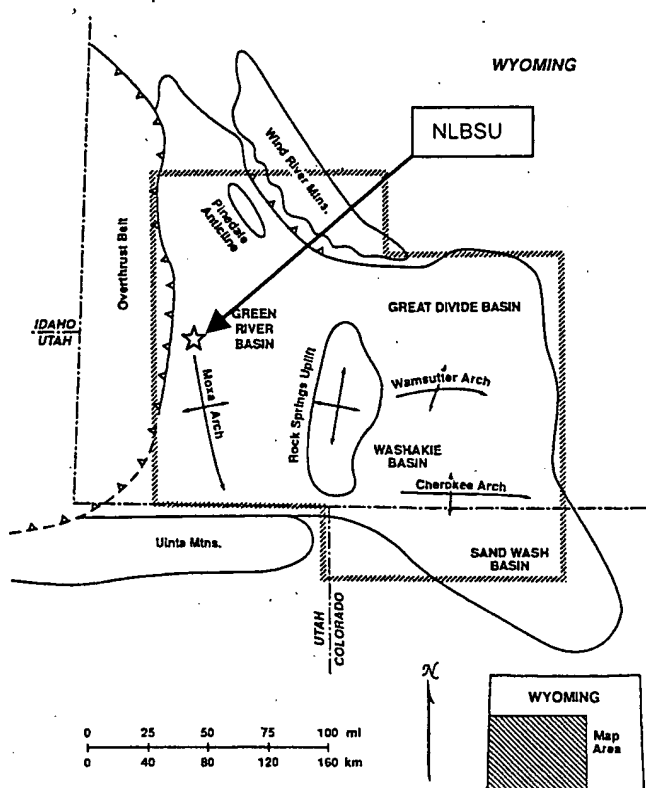 WYOMING
NLBSU
Wind River Mtns.
Pinedale
Anticline
Overthrust Belt
IDAHO
UTAH
GREEN
RIVER
BASIN
GREAT DIVIDE BASIN
Moxa Arch
Rock Springs Uplift
Wamsutter Arch
WASHAKIE
BASIN
Cherokee Arch
Uinta Mtns.
SAND WASH
BASIN
UTAH
COLORADO
N
0 25 50 75 100 mi
0 40 80 120 160 km
WYOMING
Map
Area